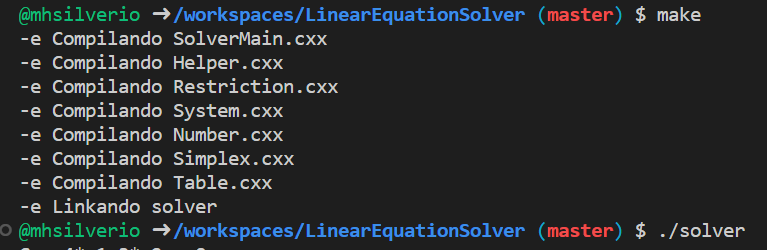 @mhsilverio ➜/workspaces/LinearEquationSolver (master) $ make
-e Compilando SolverMain.cxx
-e Compilando Helper.cxx
-e Compilando Restriction.cxx
-e Compilando System.cxx
-e Compilando Number.cxx
-e Compilando Simplex.cxx
-e Compilando Table.cxx
-e Linkando solver
@mhsilverio ➜/workspaces/LinearEquationSolver (master) $ ./solver